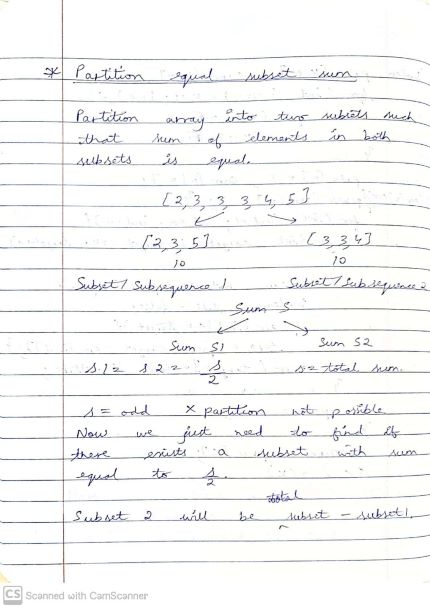 * Partition equal subset sum
Partition array into two subsets such
that sum of elements in both
subsets is equal.
[2, 3, 3, 3, 4, 5]
[2, 3, 5] [3, 3, 4]
10 10
Subset / Subsequence 1 Subset / Subsequence 2
Sum S
Sum S1 Sum S2
s1 = s2 = s/2 s = total sum.
s = odd × partition not possible
Now we just need to find if
there exists a subset with sum
equal to s/2.
total
Subset 2 will be ^ subset - subset 1.
CS Scanned with CamScanner